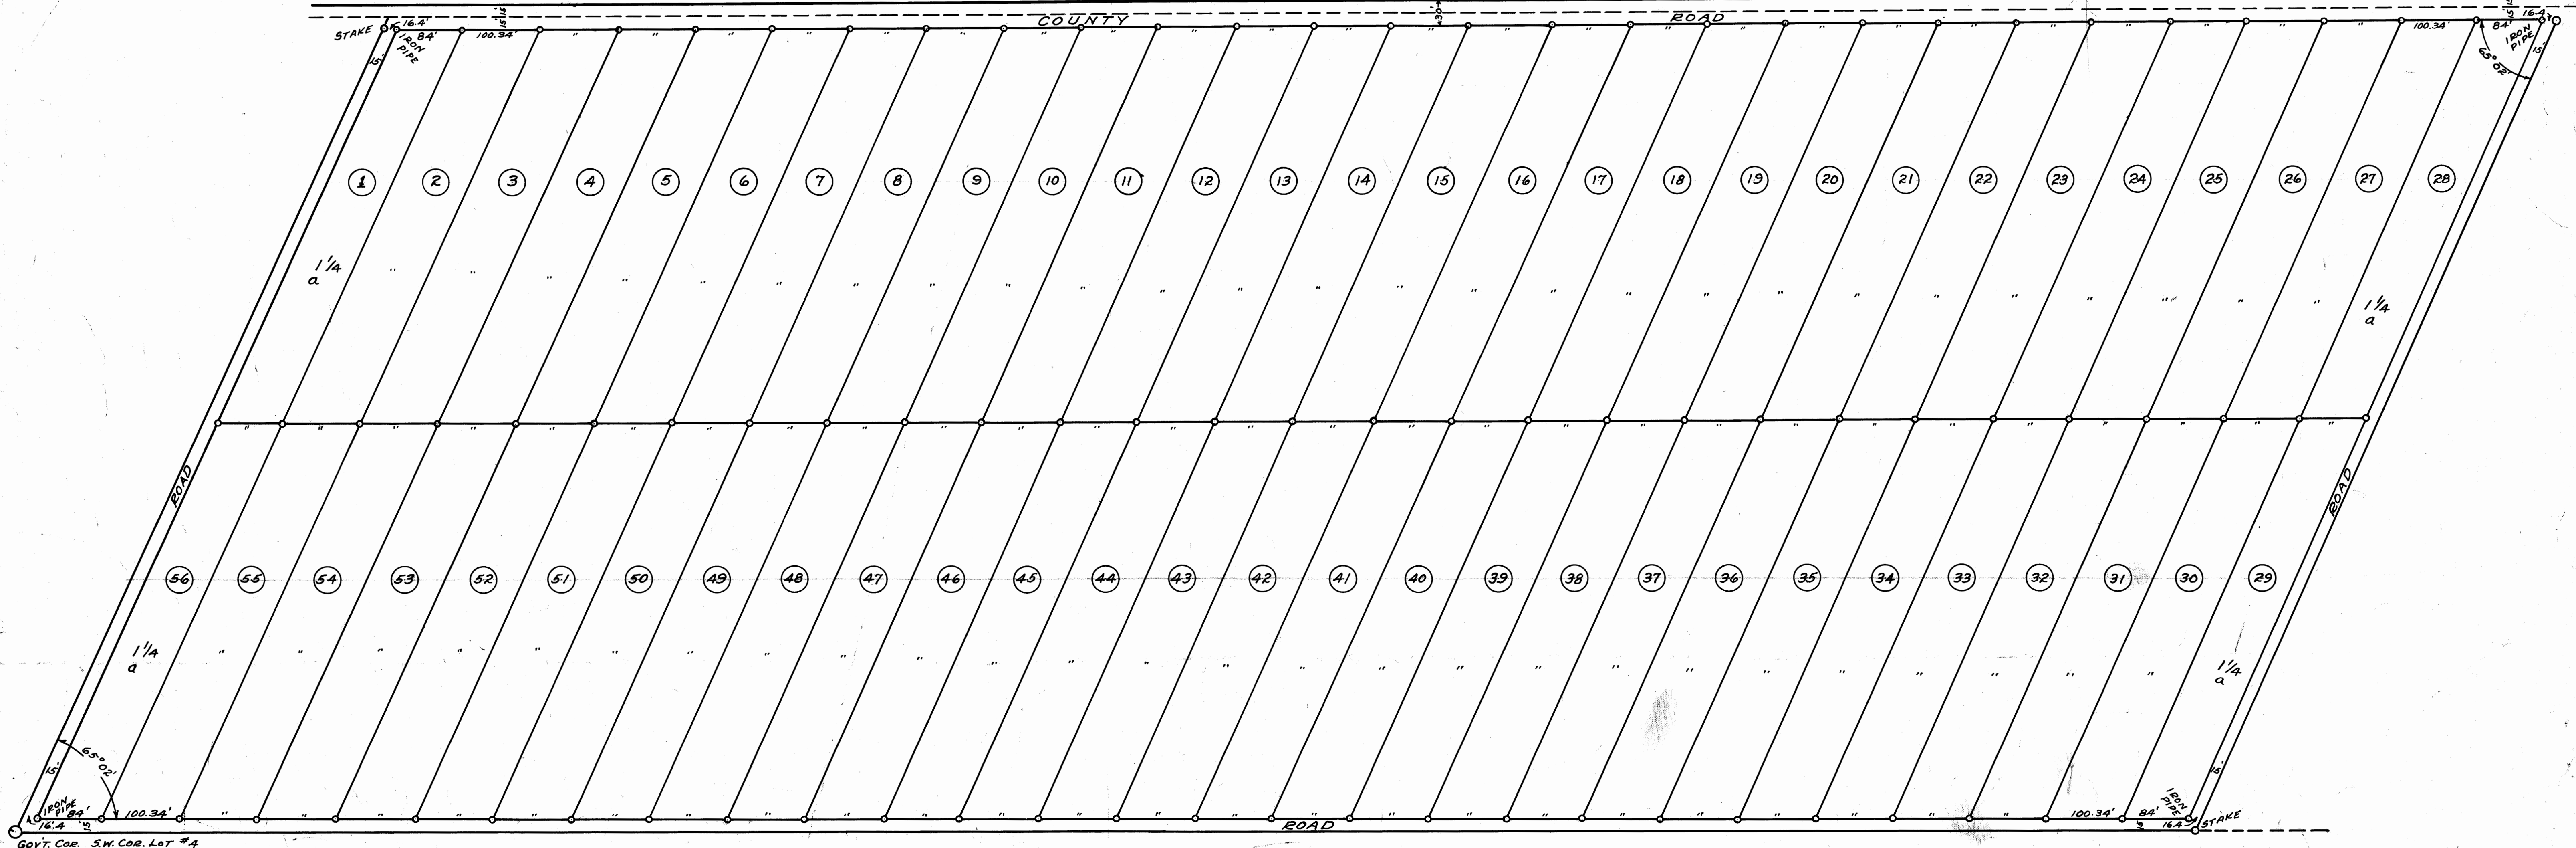 COUNTY ROAD
STAKE 16.4' 84' 100.34' " " " " " " " " " " " " " " " " " " " " " " " " 100.34' 84' 16.4'
15' 15' 30' 15' 15'
IRON PIPE
IRON PIPE
15'
15'
65° 02'
1 2 3 4 5 6 7 8 9 10 11 12 13 14 15 16 17 18 19 20 21 22 23 24 25 26 27 28
1 1/4 a " " " " " " " " " " " " " " " " " " " " " " " " " " 1 1/4 a
" " " " " " " " " " " " " " " " " " " " " " " " " " " "
ROAD
ROAD
56 55 54 53 52 51 50 49 48 47 46 45 44 43 42 41 40 39 38 37 36 35 34 33 32 31 30 29
1 1/4 a " " " " " " " " " " " " " " " " " " " " " " " " " " 1 1/4 a
65° 02'
15'
15'
IRON PIPE
IRON PIPE
84' 100.34' " " " " " " " " " " " " " " " " " " " " " " " " 100.34' 84'
16.4 15' ROAD 15' 16.4' STAKE
GOV'T. COR. S.W. COR. LOT #4